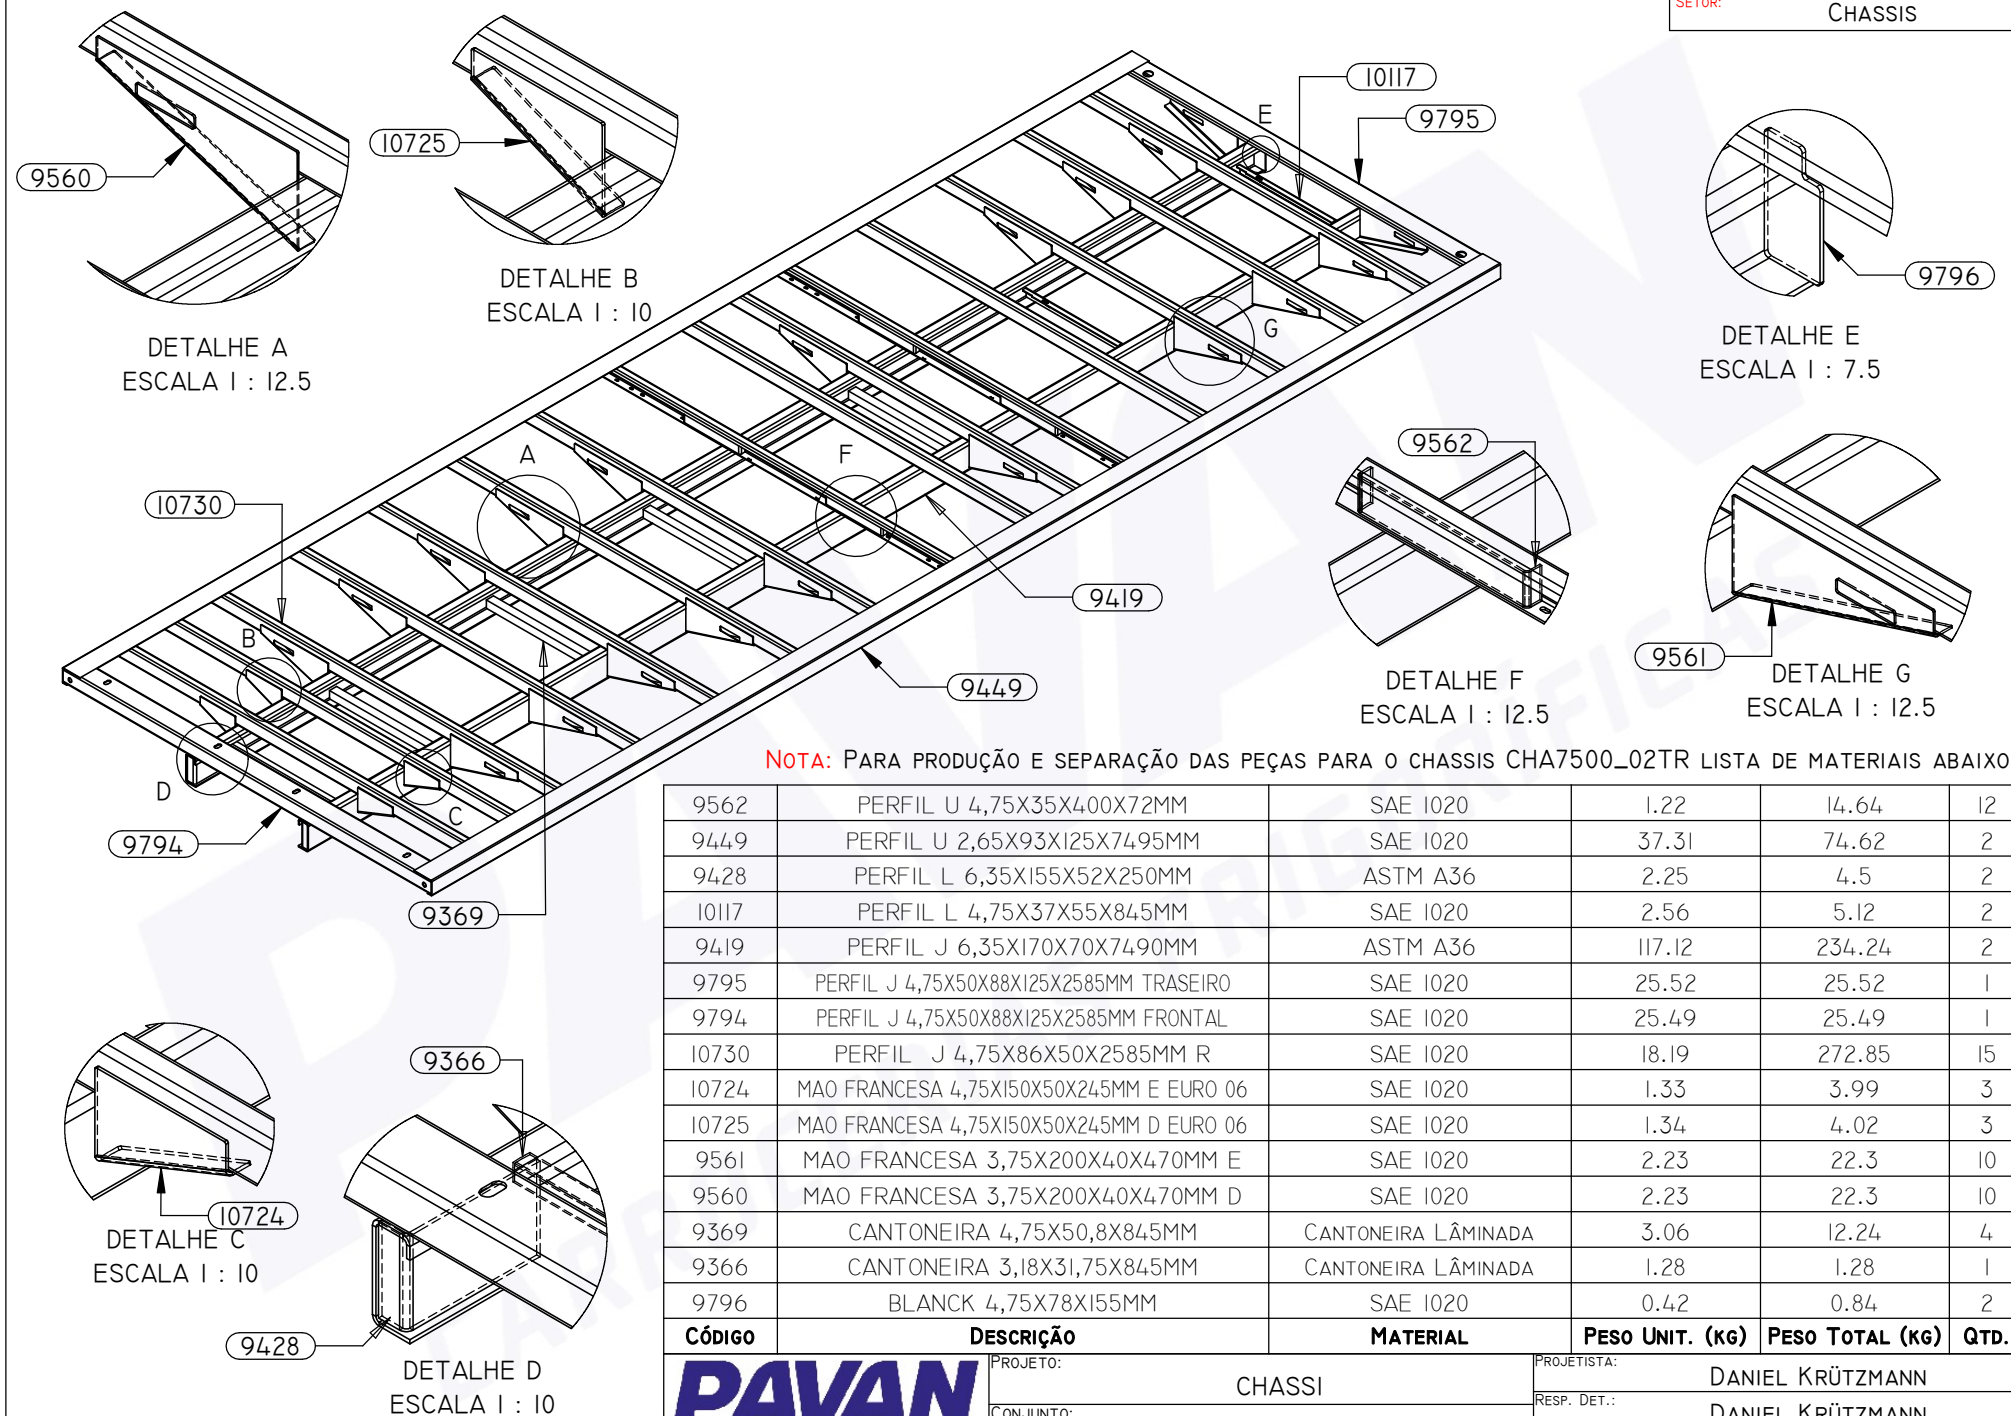 SETOR:
CHASSIS
10117
9795
E
10725
9560
9796
DETALHE B
ESCALA 1 : 10
DETALHE A
ESCALA 1 : 12.5
G
DETALHE E
ESCALA 1 : 7.5
A
F
9562
10730
9419
B
9561
9449
DETALHE F
ESCALA 1 : 12.5
DETALHE G
ESCALA 1 : 12.5
D
C
9794
9369
NOTA: PARA PRODUÇÃO E SEPARAÇÃO DAS PEÇAS PARA O CHASSIS CHA7500_02TR LISTA DE MATERIAIS ABAIXO
9562 PERFIL U 4,75X35X400X72MM SAE 1020 1.22 14.64 12
9449 PERFIL U 2,65X93X125X7495MM SAE 1020 37.31 74.62 2
9428 PERFIL L 6,35X155X52X250MM ASTM A36 2.25 4.5 2
10117 PERFIL L 4,75X37X55X845MM SAE 1020 2.56 5.12 2
9419 PERFIL J 6,35X170X70X7490MM ASTM A36 117.12 234.24 2
9795 PERFIL J 4,75X50X88X125X2585MM TRASEIRO SAE 1020 25.52 25.52 1
9794 PERFIL J 4,75X50X88X125X2585MM FRONTAL SAE 1020 25.49 25.49 1
10730 PERFIL J 4,75X86X50X2585MM R SAE 1020 18.19 272.85 15
10724 MAO FRANCESA 4,75X150X50X245MM E EURO 06 SAE 1020 1.33 3.99 3
10725 MAO FRANCESA 4,75X150X50X245MM D EURO 06 SAE 1020 1.34 4.02 3
9561 MAO FRANCESA 3,75X200X40X470MM E SAE 1020 2.23 22.3 10
9560 MAO FRANCESA 3,75X200X40X470MM D SAE 1020 2.23 22.3 10
9369 CANTONEIRA 4,75X50,8X845MM CANTONEIRA LÂMINADA 3.06 12.24 4
9366 CANTONEIRA 3,18X31,75X845MM CANTONEIRA LÂMINADA 1.28 1.28 1
9796 BLANCK 4,75X78X155MM SAE 1020 0.42 0.84 2
CÓDIGO DESCRIÇÃO MATERIAL PESO UNIT. (KG) PESO TOTAL (KG) QTD.
9366
10724
DETALHE C
ESCALA 1 : 10
9428
DETALHE D
ESCALA 1 : 10
PAVAN
PROJETO:
CHASSI
CONJUNTO:
PROJETISTA:
DANIEL KRÜTZMANN
RESP. DET.:
DANIEL KRÜTZMANN
PAVAN
CARROCERIAS FRIGORÍFICAS